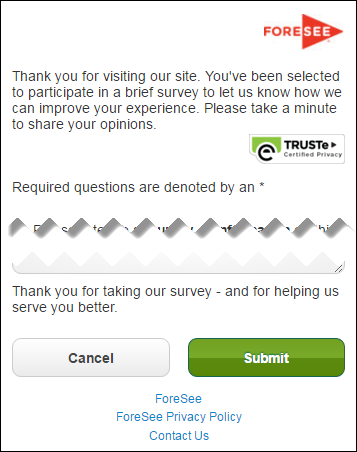 FORESEE
Thank you for visiting our site. You've been selected
to participate in a brief survey to let us know how we
can improve your experience. Please take a minute
to share your opinions.
TRUSTe
Certified Privacy
Required questions are denoted by an *
Thank you for taking our survey - and for helping us
serve you better.
Cancel Submit
ForeSee
ForeSee Privacy Policy
Contact Us